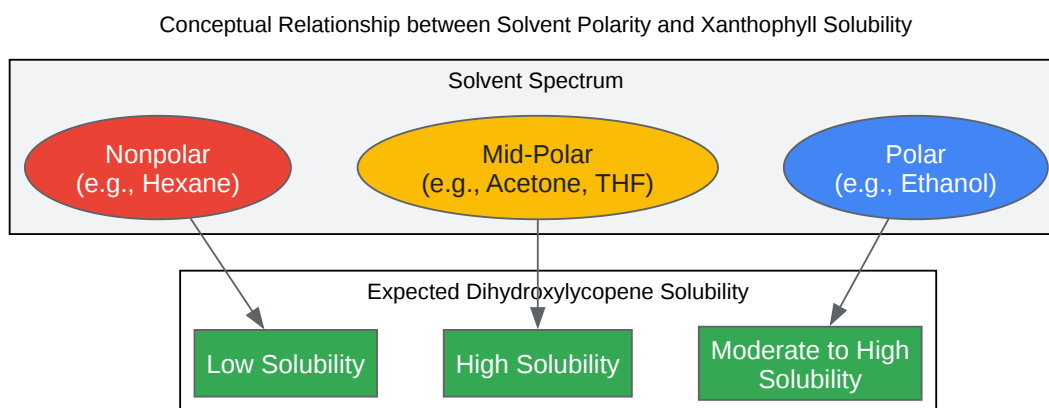 Conceptual Relationship between Solvent Polarity and Xanthophyll Solubility
Solvent Spectrum
Nonpolar
(e.g., Hexane)
Mid-Polar
(e.g., Acetone, THF)
Polar
(e.g., Ethanol)
Expected Dihydroxylycopene Solubility
Low Solubility
High Solubility
Moderate to High
Solubility